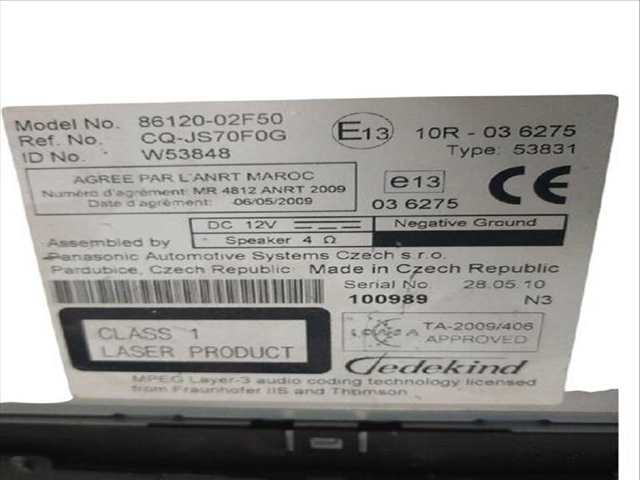 Model No. 86120-02F50
Ref. No. CQ-JS70F0G
ID No. W53848
E13 10R - 03 6275
Type: 53831
AGREE PAR L'ANRT MAROC
Numéro d'agrément: MR 4812 ANRT 2009
Date d'agrément: 06/05/2009
e13
03 6275
CE
DC 12V
Negative Ground
Speaker 4 Ω
Assembled by
Panasonic Automotive Systems Czech s.r.o.
Pardubice, Czech Republic Made in Czech Republic
Serial No. 28.05.10
100989 N3
CLASS 1
LASER PRODUCT
TA-2009/406
APPROVED
Jedekind
MPEG Layer-3 audio coding technology licensed
from Fraunhofer IIS and Thomson